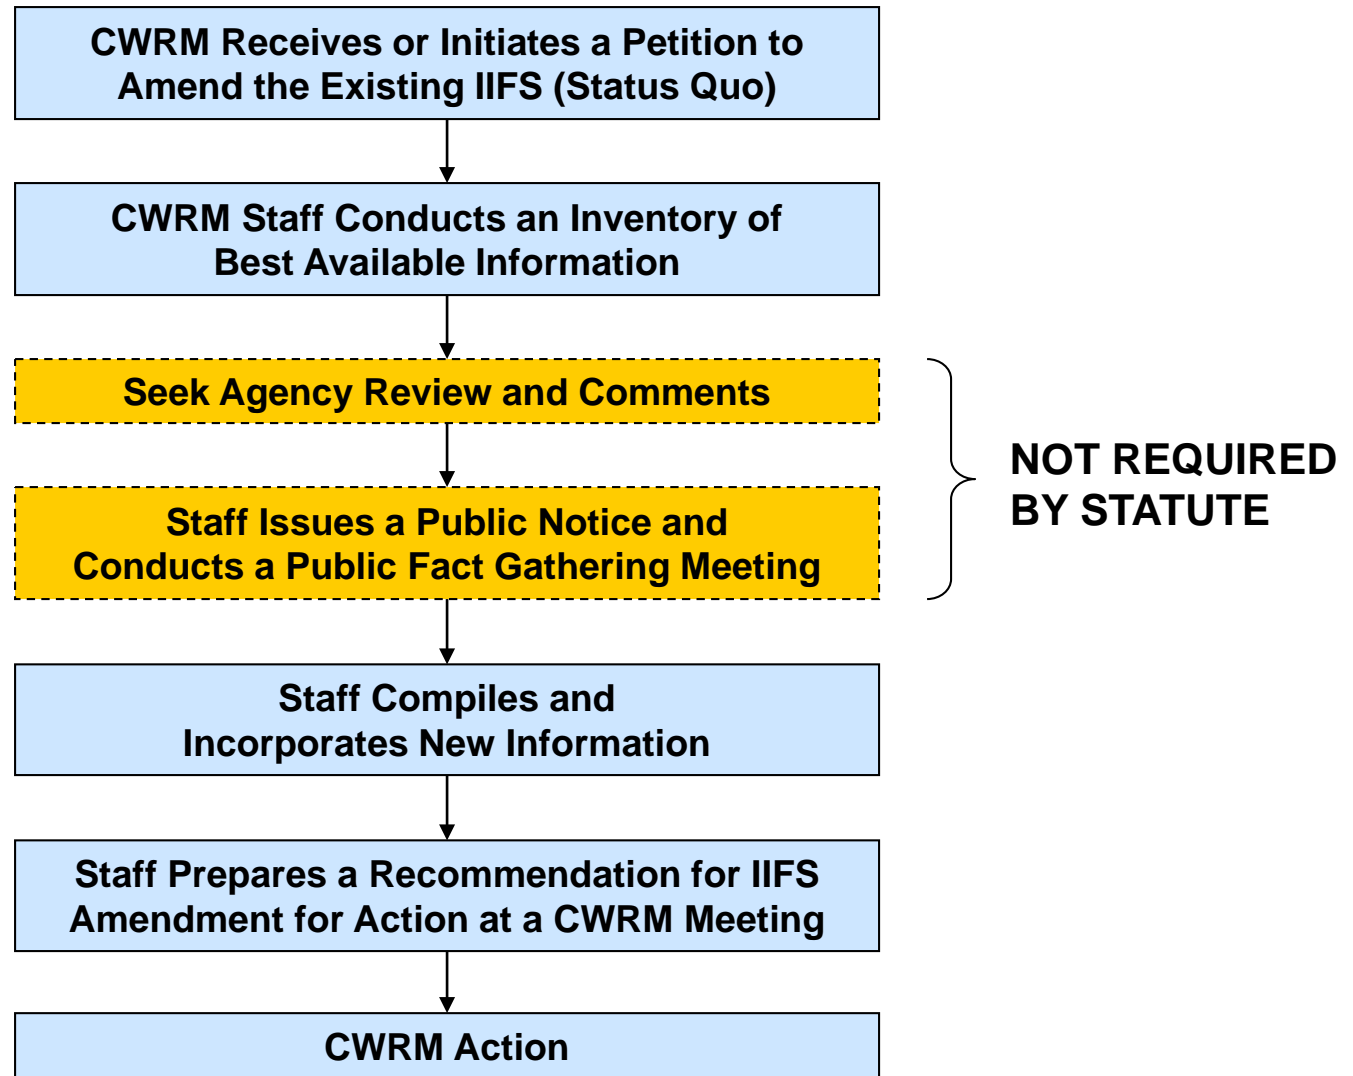 CWRM Receives or Initiates a Petition to
Amend the Existing IIFS (Status Quo)
CWRM Staff Conducts an Inventory of
Best Available Information
Seek Agency Review and Comments
Staff Issues a Public Notice and
Conducts a Public Fact Gathering Meeting
NOT REQUIRED
BY STATUTE
Staff Compiles and
Incorporates New Information
Staff Prepares a Recommendation for IIFS
Amendment for Action at a CWRM Meeting
CWRM Action